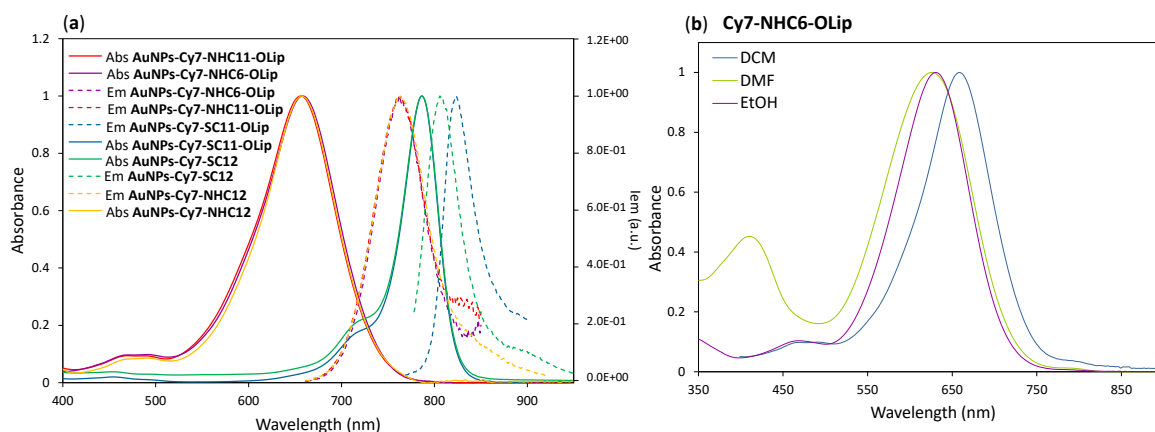 (a)
1.2
1
0.8
0.6
0.4
0.2
0
Absorbance
400
500
600
700
800
900
Wavelength (nm)
1.2E+00
1.0E+00
8.0E-01
6.0E-01
4.0E-01
2.0E-01
0.0E+00
Iem (a.u.)
Abs AuNPs-Cy7-NHC11-OLip
Abs AuNPs-Cy7-NHC6-OLip
Em AuNPs-Cy7-NHC6-OLip
Em AuNPs-Cy7-NHC11-OLip
Em AuNPs-Cy7-SC11-OLip
Abs AuNPs-Cy7-SC11-OLip
Abs AuNPs-Cy7-SC12
Em AuNPs-Cy7-SC12
Em AuNPs-Cy7-NHC12
Abs AuNPs-Cy7-NHC12
(b) Cy7-NHC6-OLip
DCM
DMF
EtOH
1
0.8
0.6
0.4
0.2
0
Absorbance
350
450
550
650
750
850
Wavelength (nm)